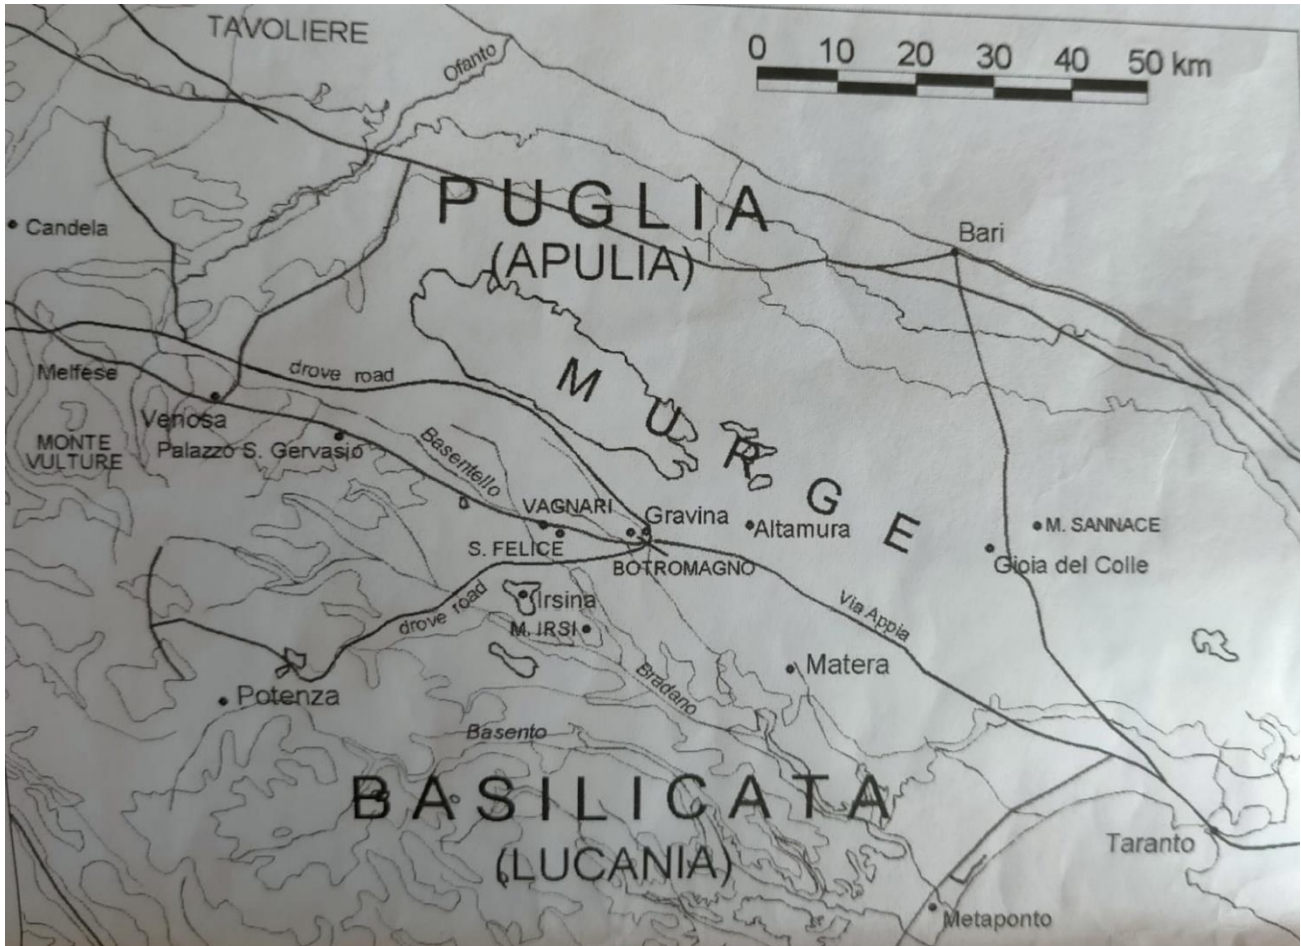 TAVOLIERE
Ofanto
0 10 20 30 40 50 km
PUGLIA
(APULIA)
Candela
Bari
drove road
Melfese
MURGE
Venosa
MONTE
VULTURE
Palazzo S. Gervasio
Basentello
VAGNARI
Gravina
Altamura
M. SANNACE
S. FELICE
BOTROMAGNO
Gioia del Colle
drove road
Irsina
M. IRSI
Via Appia
Matera
Bradano
Potenza
Basento
BASILICATA
(LUCANIA)
Taranto
Metaponto